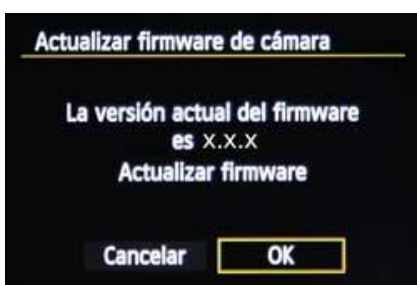 Actualizar firmware de cámara
La versión actual del firmware
es x.x.x
Actualizar firmware
Cancelar OK